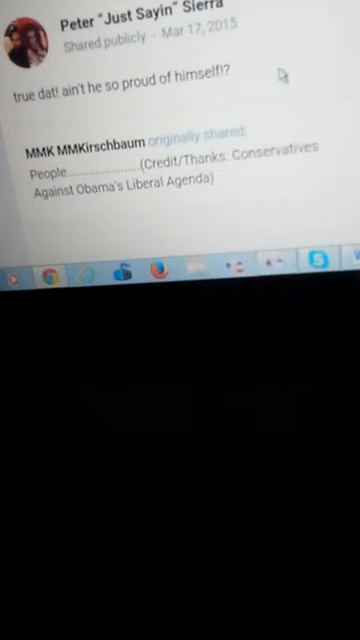 Peter "Just Sayin" Sierra
Shared publicly - Mar 17, 2015
true dat! ain't he so proud of himself!?
MMK MMKirschbaum originally shared:
People.......................(Credit/Thanks: Conservatives
Against Obama's Liberal Agenda)